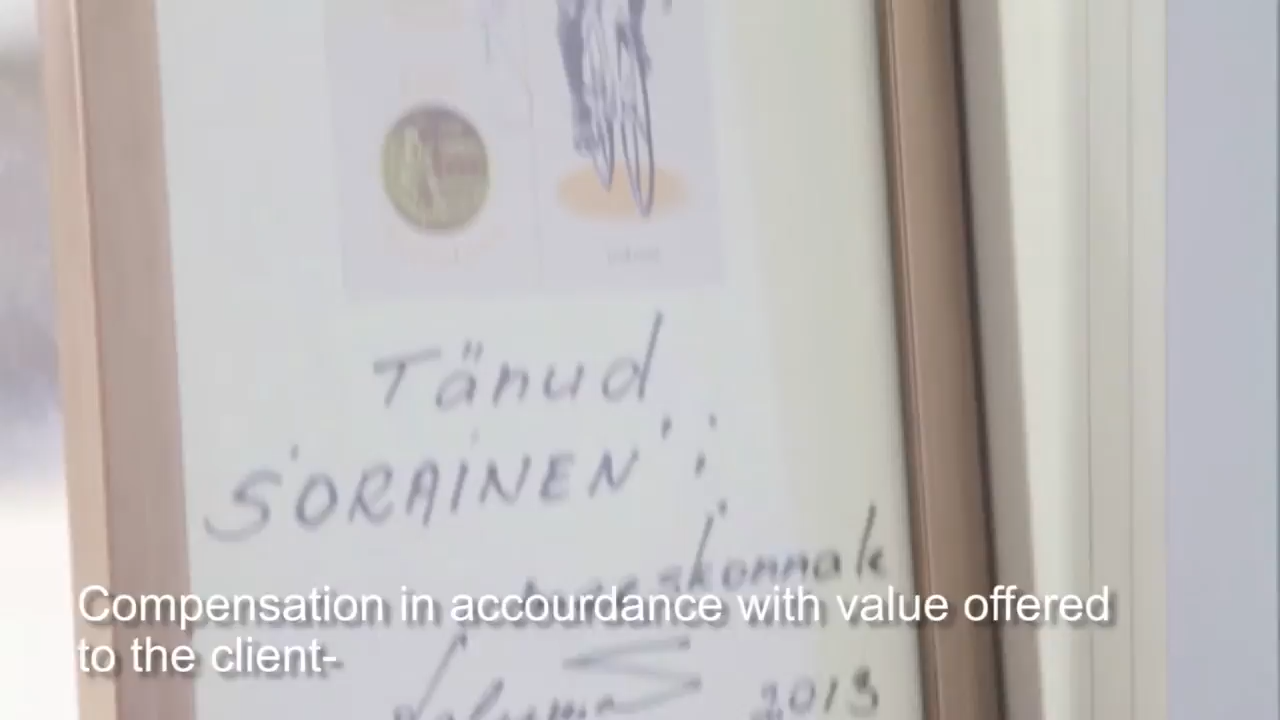 Tänud
'SORAINEN' i
Compensation in accourdance with value offered
to the client-
2013